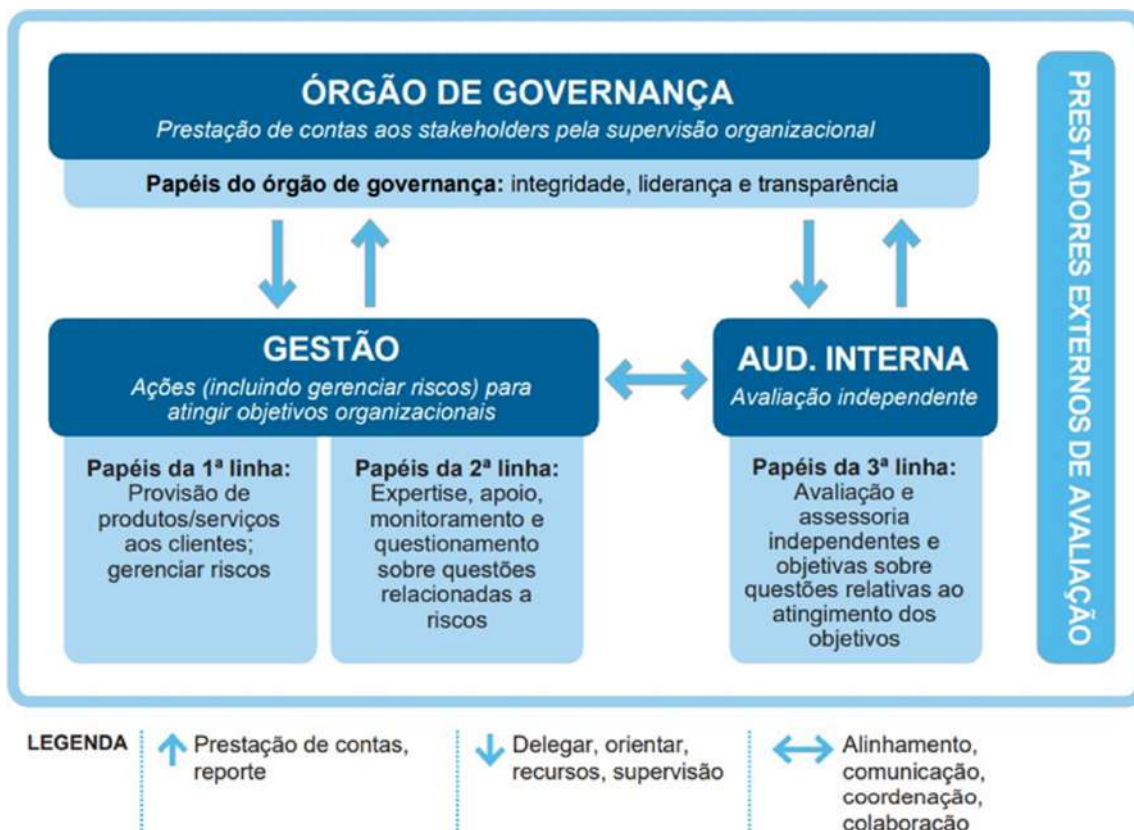 ÓRGÃO DE GOVERNANÇA
Prestação de contas aos stakeholders pela supervisão organizacional
Papéis do órgão de governança: integridade, liderança e transparência
GESTÃO
Ações (incluindo gerenciar riscos) para
atingir objetivos organizacionais
Papéis da 1ª linha:
Provisão de
produtos/serviços
aos clientes;
gerenciar riscos
Papéis da 2ª linha:
Expertise, apoio,
monitoramento e
questionamento
sobre questões
relacionadas a
riscos
AUD. INTERNA
Avaliação independente
Papéis da 3ª linha:
Avaliação e
assessoria
independentes e
objetivas sobre
questões relativas ao
atingimento dos
objetivos
PRESTADORES EXTERNOS DE AVALIAÇÃO
LEGENDA
Prestação de contas,
reporte
Delegar, orientar,
recursos, supervisão
Alinhamento,
comunicação,
coordenação,
colaboração